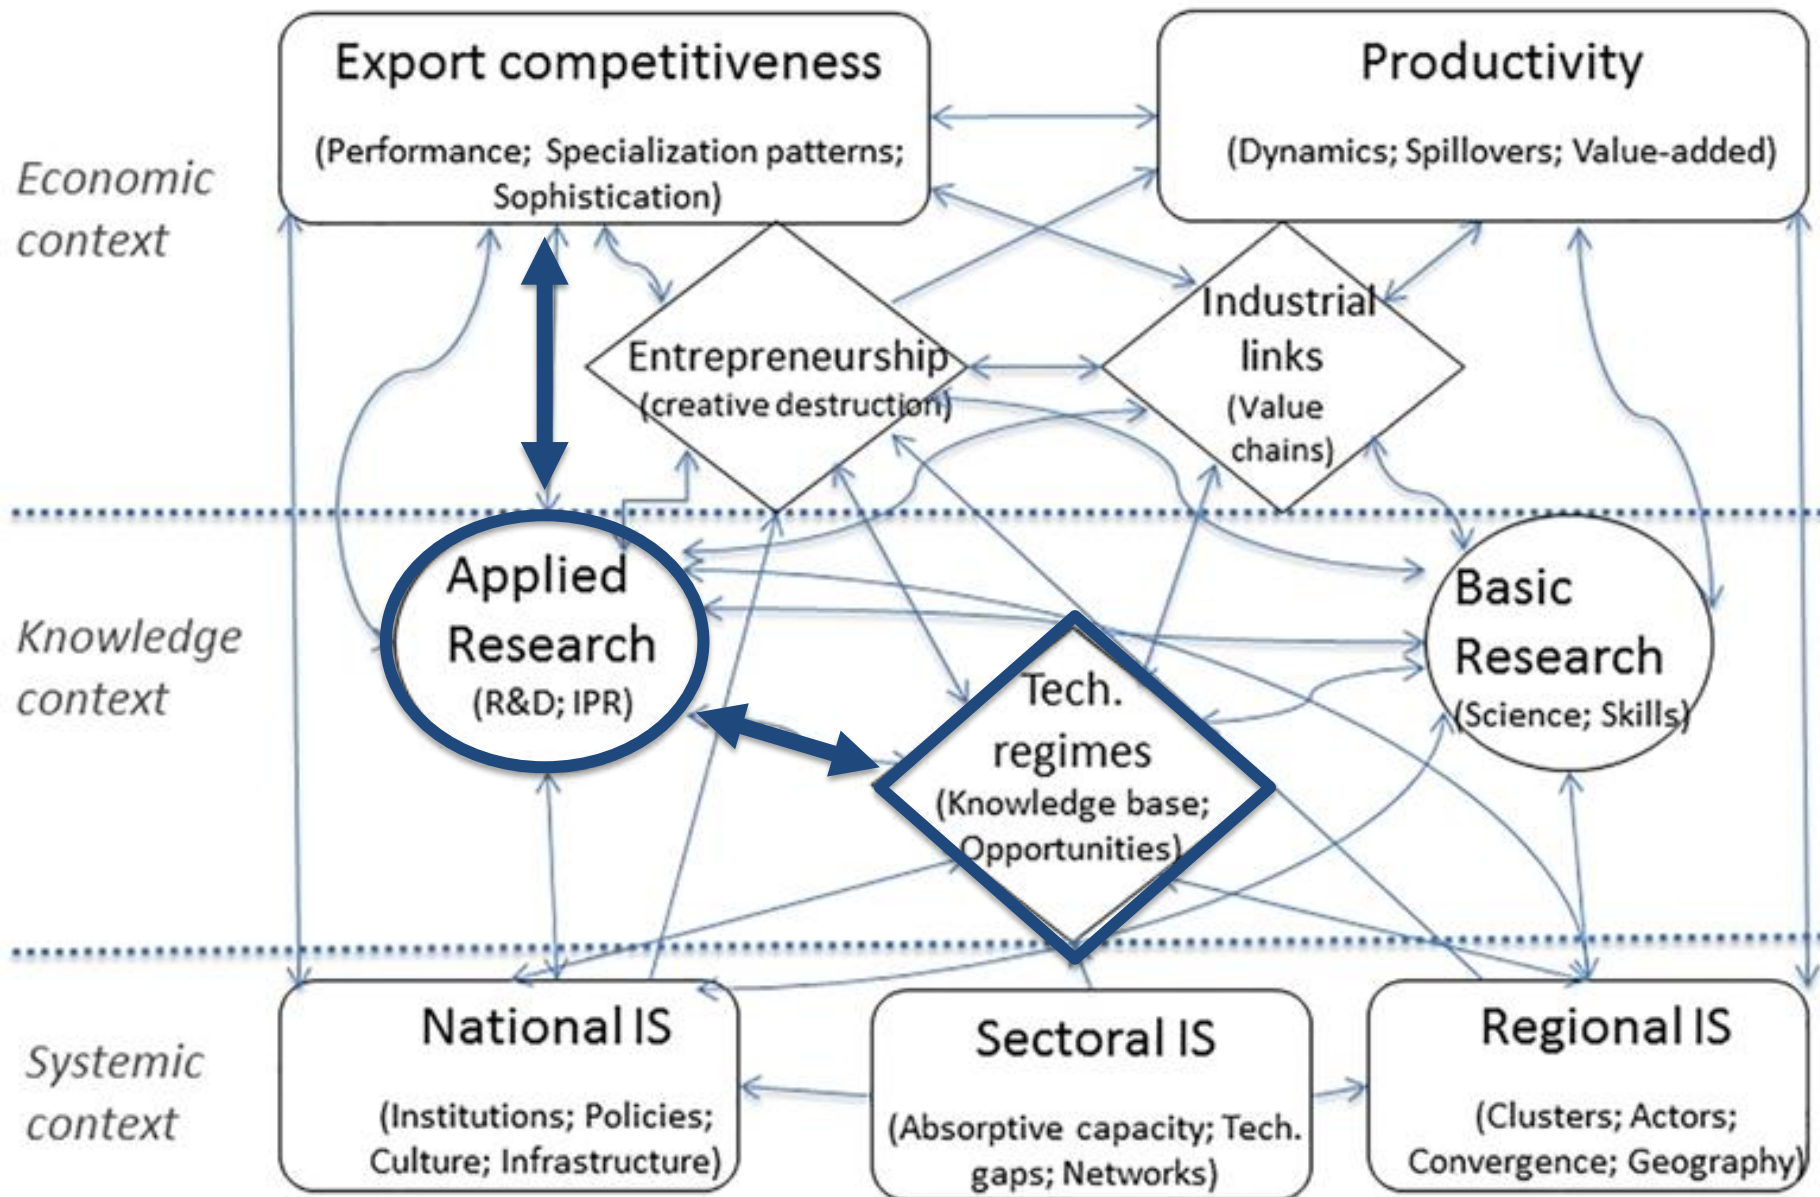 Export competitiveness
(Performance; Specialization patterns;
Sophistication)
Productivity
(Dynamics; Spillovers; Value-added)
Economic
context
Entrepreneurship
(creative destruction)
Industrial
links
(Value
chains)
Knowledge
context
Applied
Research
(R&D; IPR)
Tech.
regimes
(Knowledge base;
Opportunities)
Basic
Research
(Science; Skills)
Systemic
context
National IS
(Institutions; Policies;
Culture; Infrastructure)
Sectoral IS
(Absorptive capacity; Tech.
gaps; Networks)
Regional IS
(Clusters; Actors;
Convergence; Geography)